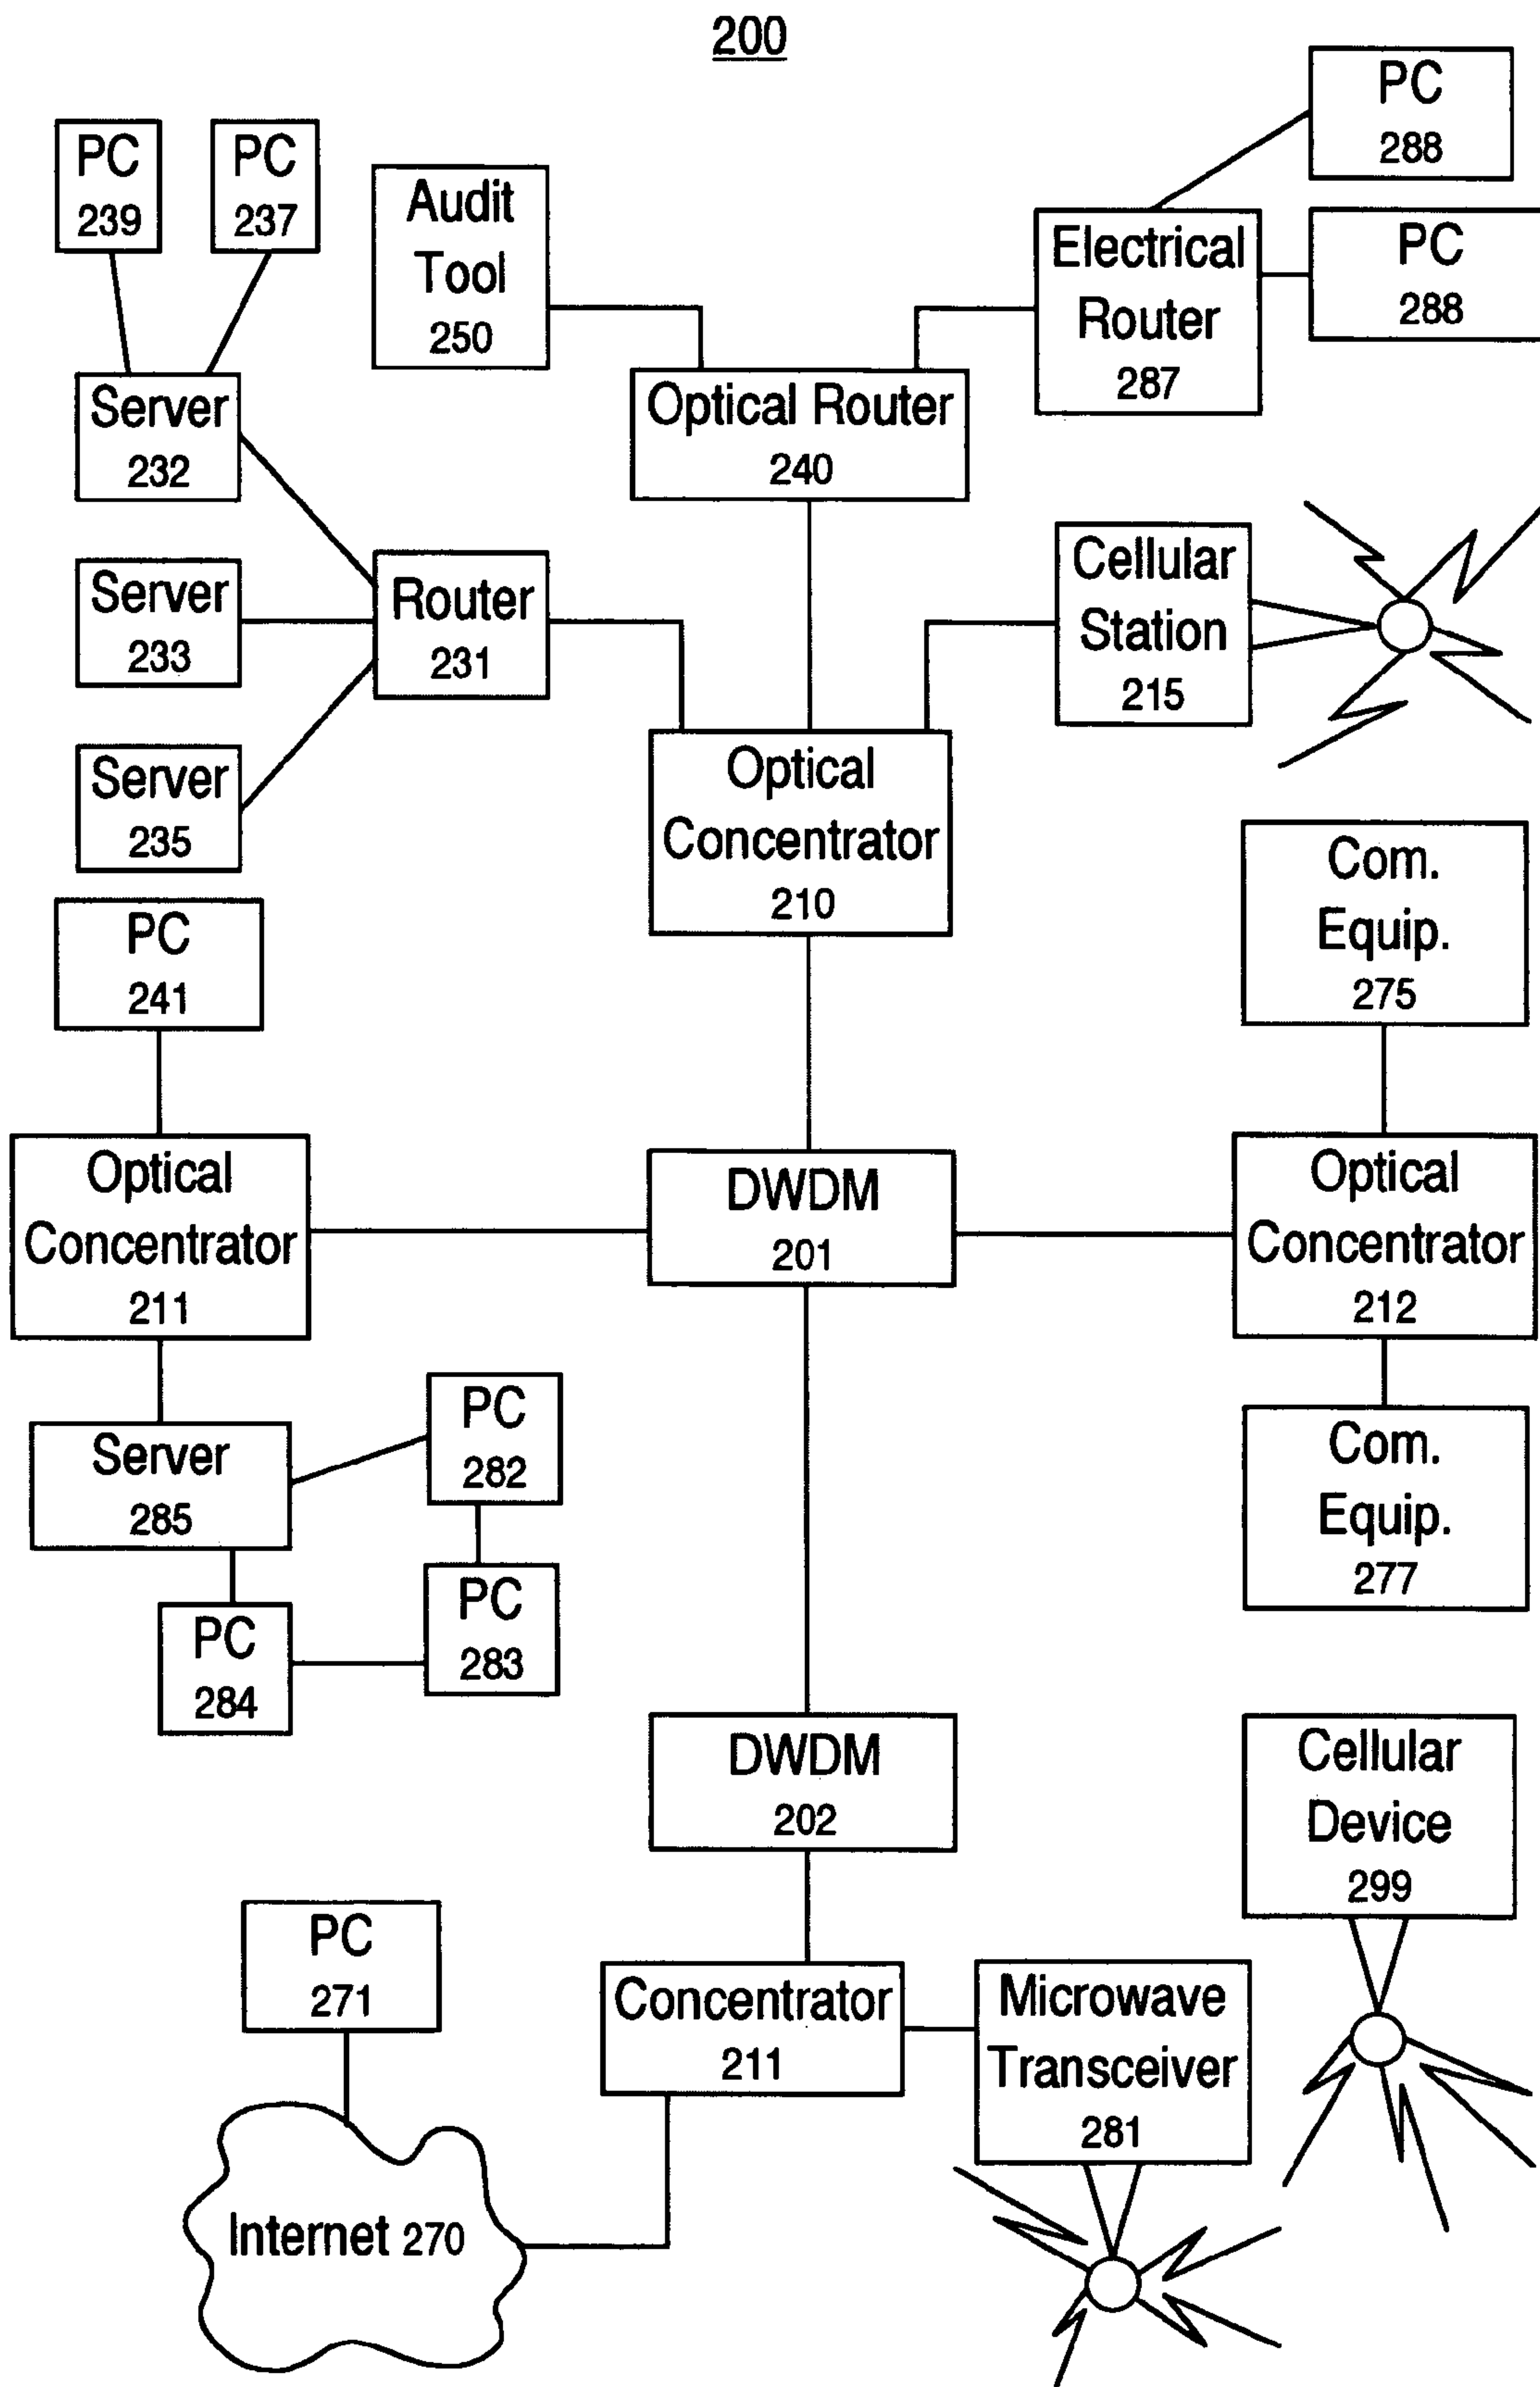 200
PC
239
PC
237
Audit
Tool
250
PC
288
Electrical
Router
287
PC
288
Server
232
Optical Router
240
Server
233
Router
231
Cellular
Station
215
Server
235
Optical
Concentrator
210
Com.
Equip.
275
PC
241
Optical
Concentrator
211
DWDM
201
Optical
Concentrator
212
Server
285
PC
282
Com.
Equip.
277
PC
284
PC
283
DWDM
202
Cellular
Device
299
PC
271
Concentrator
211
Microwave
Transceiver
281
Internet 270